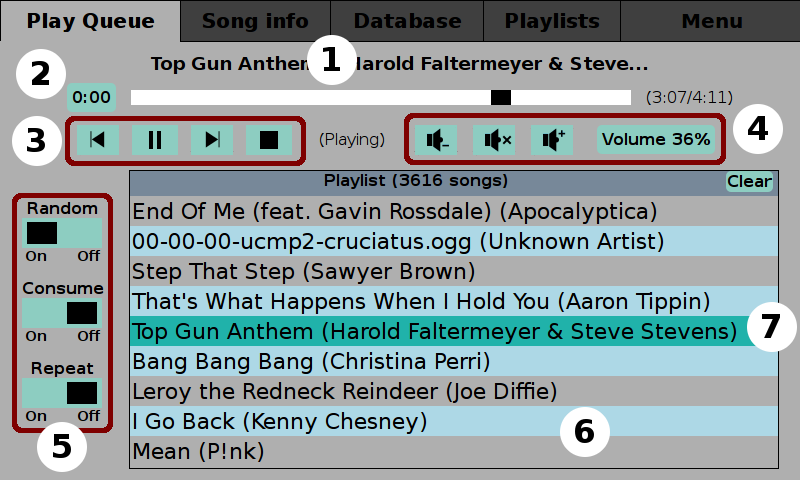 Play Queue Song info Database Playlists Menu
1
Top Gun Anthem Harold Faltermeyer & Steve...
2
0:00 (3:07/4:11)
3 (Playing) - × + Volume 36% 4
Playlist (3616 songs) Clear
Random
On Off
Consume
On Off
Repeat
On Off
5
End Of Me (feat. Gavin Rossdale) (Apocalyptica)
00-00-00-ucmp2-cruciatus.ogg (Unknown Artist)
Step That Step (Sawyer Brown)
That's What Happens When I Hold You (Aaron Tippin)
Top Gun Anthem (Harold Faltermeyer & Steve Stevens) 7
Bang Bang Bang (Christina Perri)
Leroy the Redneck Reindeer (Joe Diffie)
I Go Back (Kenny Chesney)
6
Mean (P!nk)